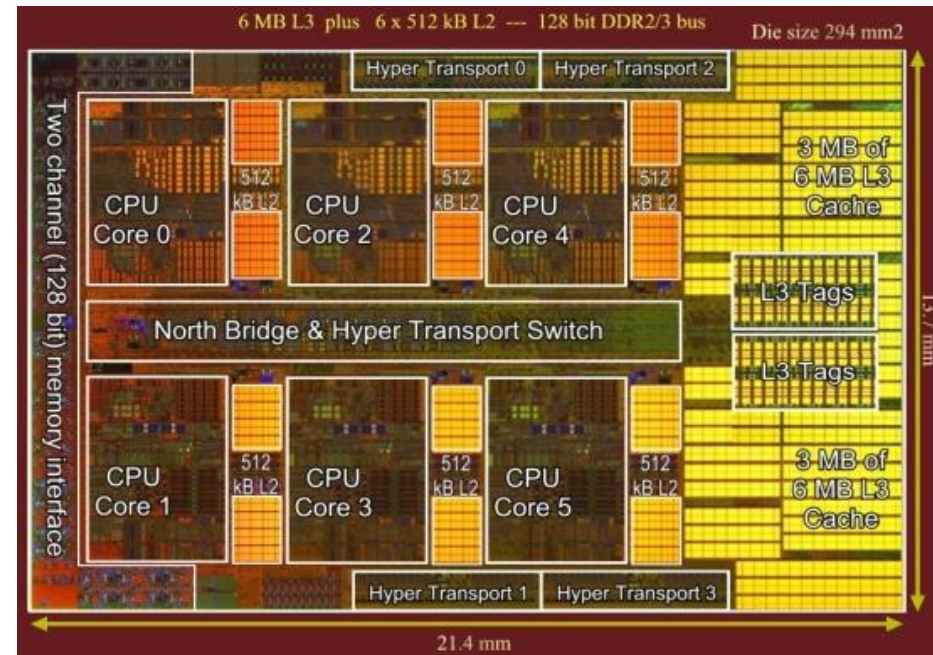 6 MB L3 plus 6 x 512 kB L2 --- 128 bit DDR2/3 bus
Die size 294 mm2
Hyper Transport 0
Hyper Transport 2
Two channel (128 bit) memory interface
CPU
Core 0
512
kB L2
CPU
Core 2
512
kB L2
CPU
Core 4
512
kB L2
3 MB of
6 MB L3
Cache
L3 Tags
North Bridge & Hyper Transport Switch
L3 Tags
13.7 mm
CPU
Core 1
512
kB L2
CPU
Core 3
512
kB L2
CPU
Core 5
512
kB L2
3 MB of
6 MB L3
Cache
Hyper Transport 1
Hyper Transport 3
21.4 mm